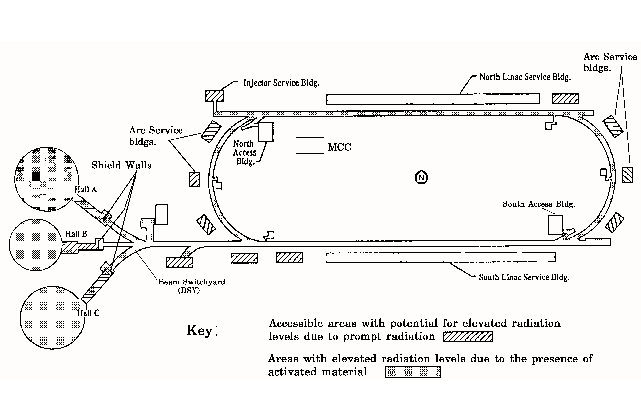 Arc Service
bldgs.
Injector Service Bldg.
North Linac Service Bldg.
Arc Service
bldgs.
North
Access
Bldg.
MCC
Shield Walls
Hall A
N
South Access Bldg.
Hall B
Beam Switchyard
(BSY)
South Linac Service Bldg.
Hall C
Key:
Accessible areas with potential for elevated radiation
levels due to prompt radiation
Areas with elevated radiation levels due to the presence of
activated material